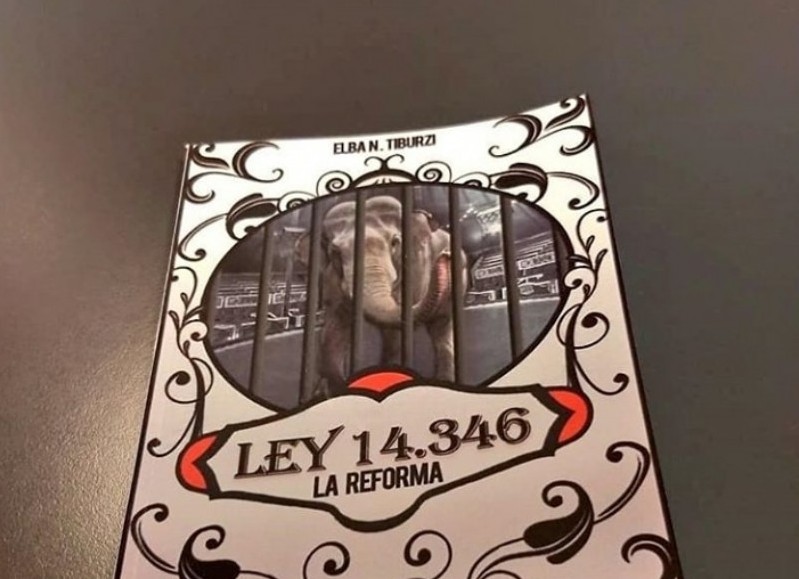 ELBA N. TIBURZI
LEY 14.346
LA REFORMA